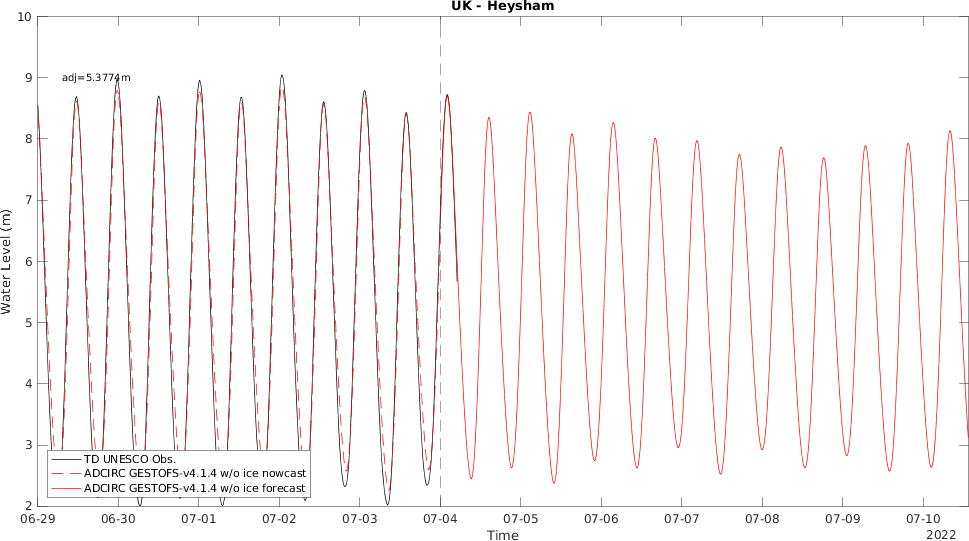 UK - Heysham
10
9
8
7
6
5
4
3
2
Water Level (m)
adj=5.3774m
TD UNESCO Obs.
ADCIRC GESTOFS-v4.1.4 w/o ice nowcast
ADCIRC GESTOFS-v4.1.4 w/o ice forecast
06-29 06-30 07-01 07-02 07-03 07-04 07-05 07-06 07-07 07-08 07-09 07-10
Time
2022